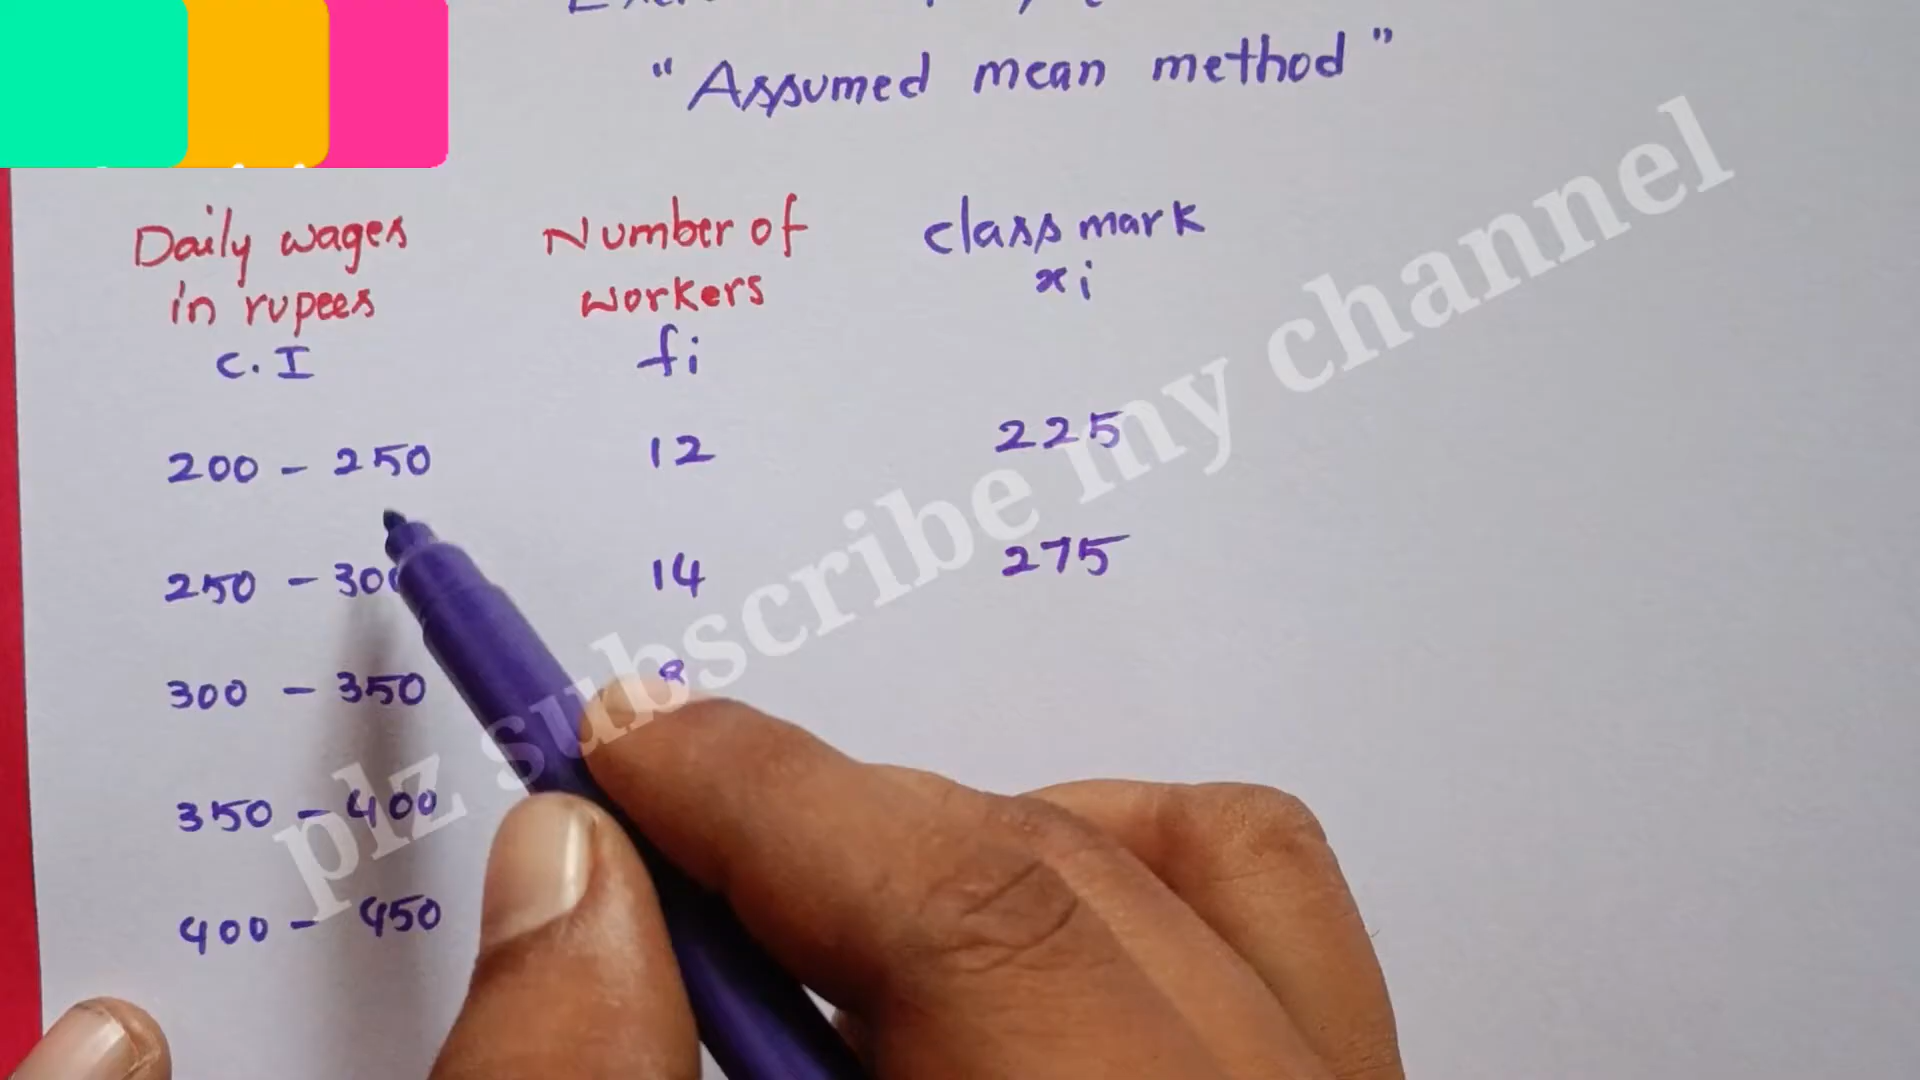 "Assumed mean method"
Daily wages in rupees C.I
Number of workers fi
class mark xi
200 - 250 12 225
250 - 300 14 275
300 - 350 8
350 - 400
400 - 450
plz subscribe my channel